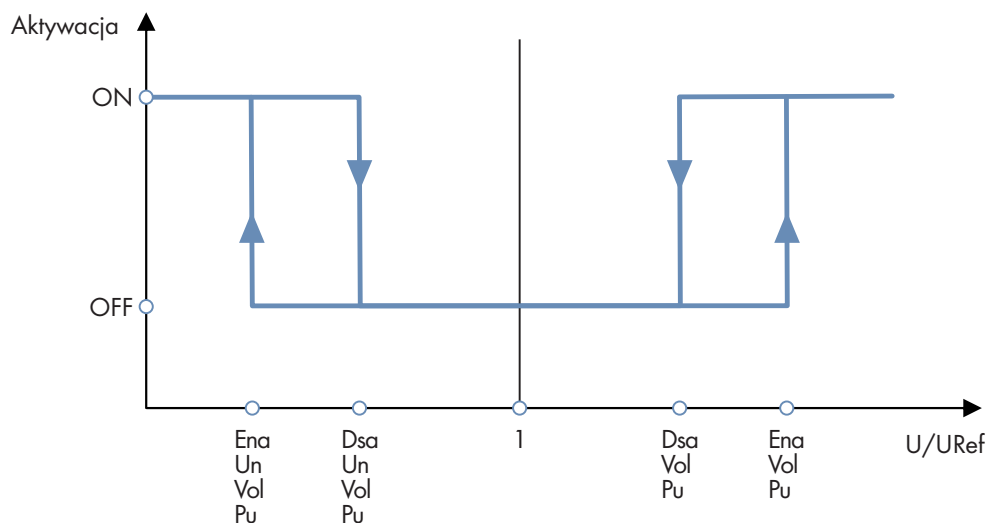 Aktywacja
ON
OFF
Ena
Un
Vol
Pu
Dsa
Un
Vol
Pu
1
Dsa
Vol
Pu
Ena
Vol
Pu
U/URef